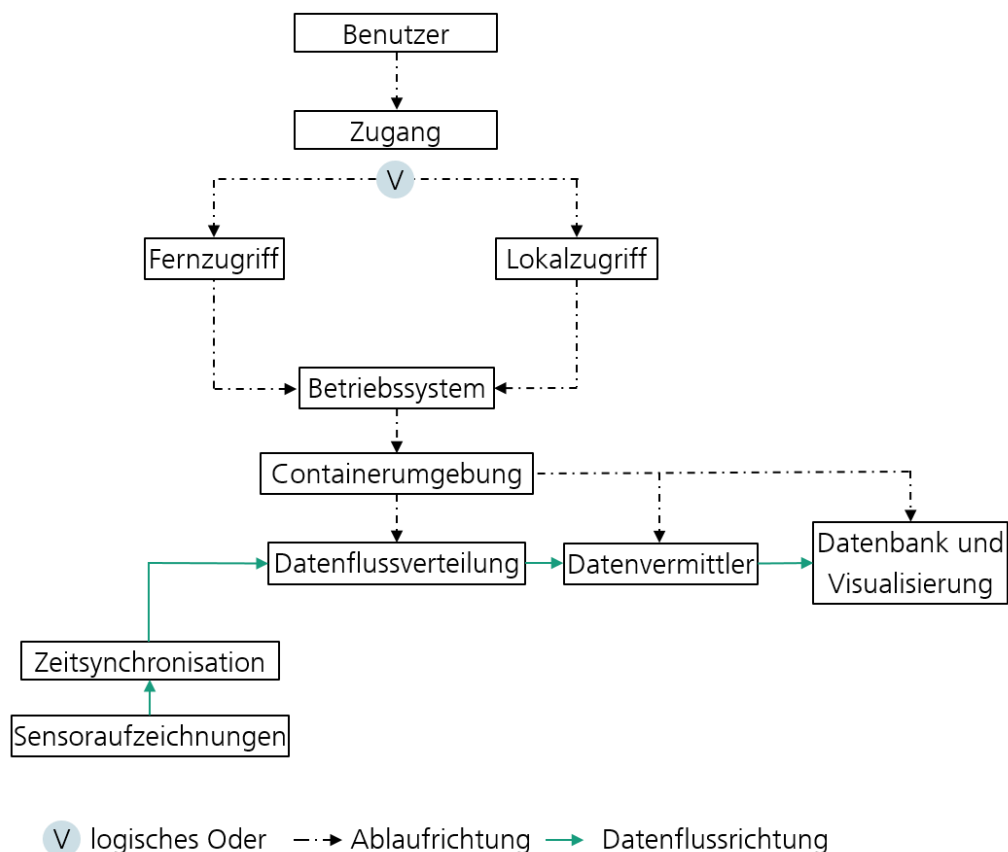 Benutzer
Zugang
V
Fernzugriff
Lokalzugriff
Betriebssystem
Containerumgebung
Datenflussverteilung
Datenvermittler
Datenbank und
Visualisierung
Zeitsynchronisation
Sensoraufzeichnungen
V logisches Oder Ablaufrichtung Datenflussrichtung